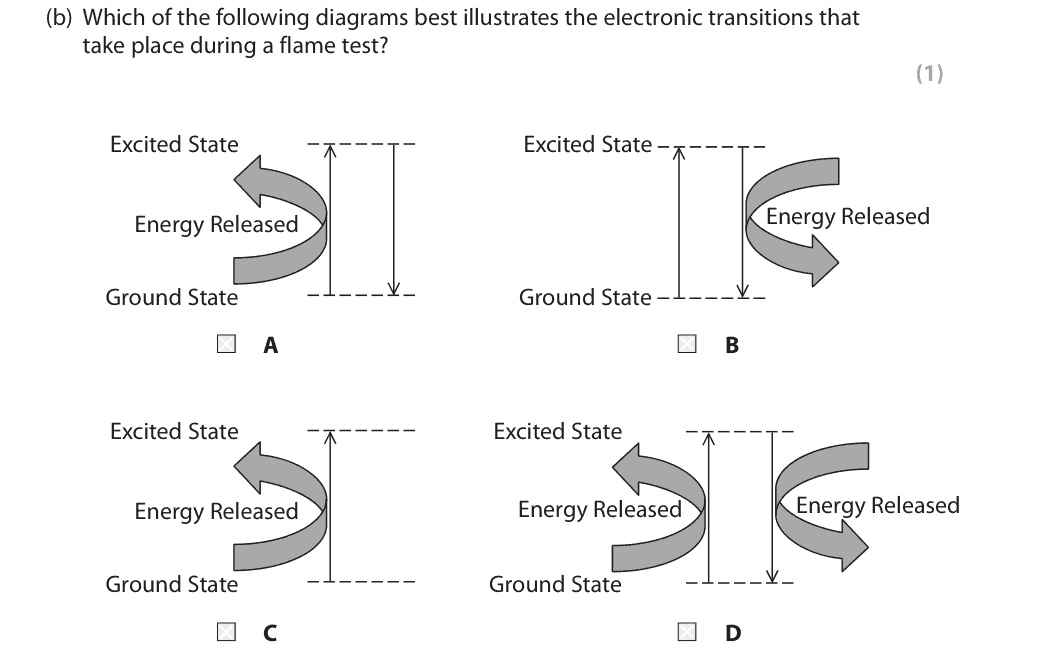 (b) Which of the following diagrams best illustrates the electronic transitions that
take place during a flame test?
(1)
Excited State
Energy Released
Ground State
A
Excited State
Energy Released
Ground State
B
Excited State
Energy Released
Ground State
C
Excited State
Energy Released
Energy Released
Ground State
D